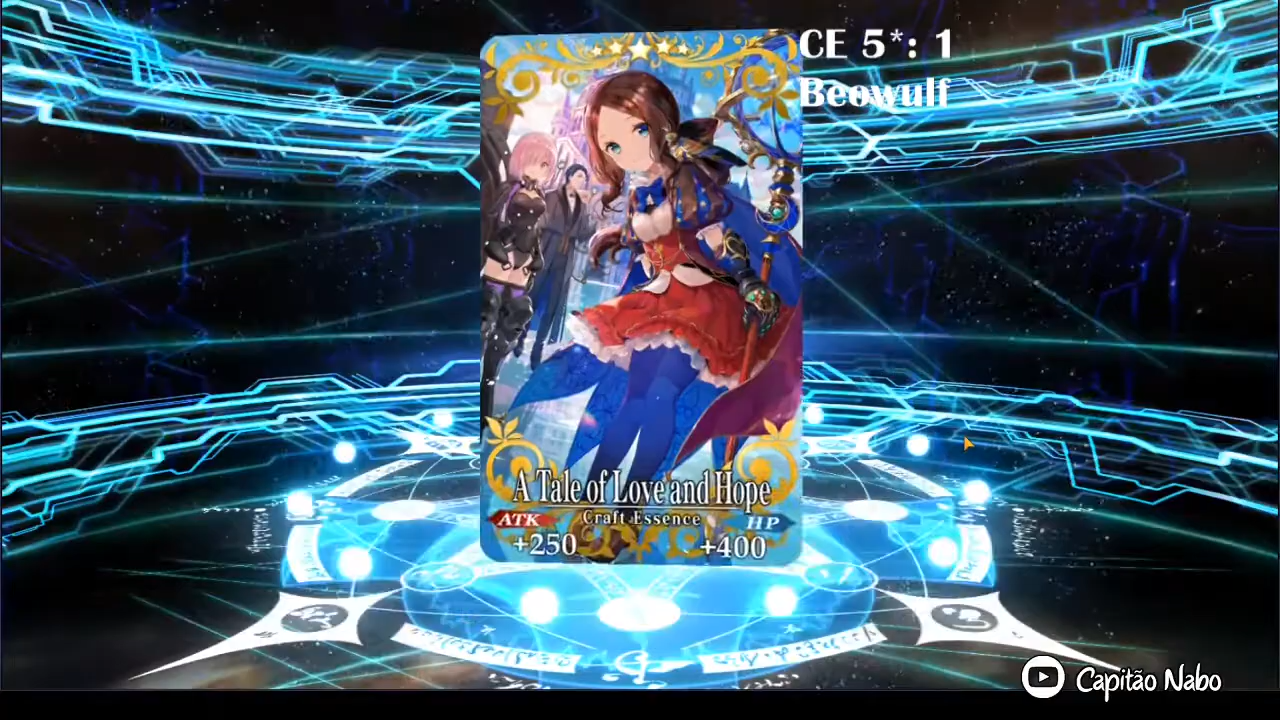 CE 5*: 1
Beowulf
A Tale of Love and Hope
ATK
Craft Essence
HP
+250
+400
Capitão Nabo